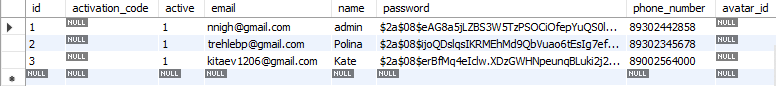 id activation_code active email name password phone_number avatar_id
1 NULL 1 nnigh@gmail.com admin $2a$08$eAG8a5jLZBS3W5TzPSOCiOfepYuQS0l... 89302442858 NULL
2 NULL 1 trehlebp@gmail.com Polina $2a$08$ijoQDslqsIKRMEhMd9QbVuao6tEsIg7ef... 89302345678 NULL
3 NULL 1 kitaev1206@gmail.com Kate $2a$08$erBfMq4eIclw.XDzGWHNpeunqBLuki2j2... 89002564000 NULL
NULL NULL NULL NULL NULL NULL NULL NULL